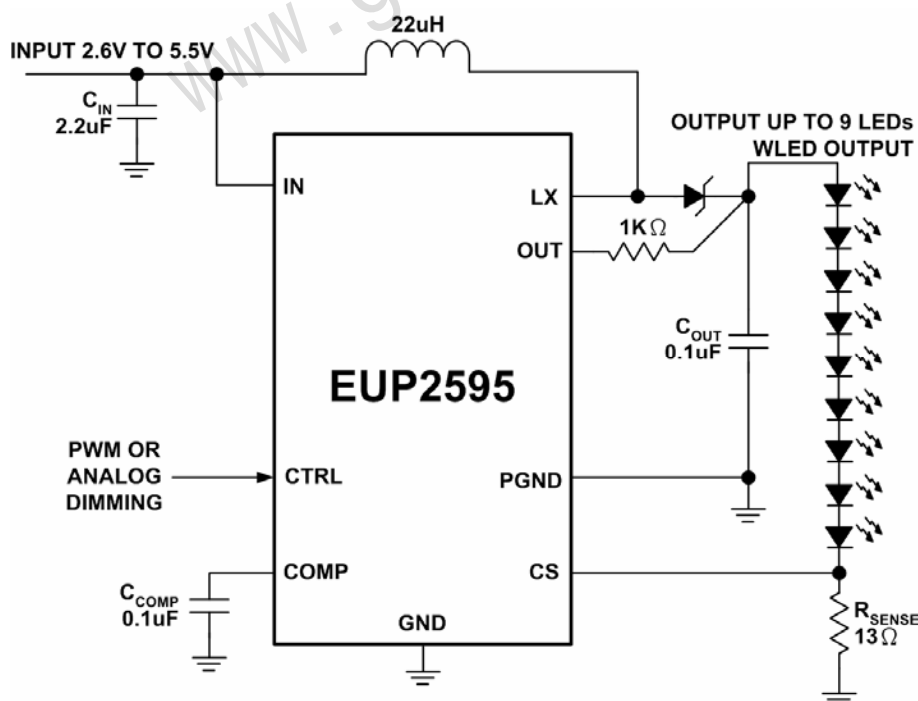 www.g
22uH
INPUT 2.6V TO 5.5V
CIN
2.2uF
OUTPUT UP TO 9 LEDs
WLED OUTPUT
IN
LX
1KΩ
OUT
COUT
0.1uF
EUP2595
PWM OR
ANALOG
DIMMING
CTRL
PGND
COMP
CS
CCOMP
0.1uF
GND
RSENSE
13Ω